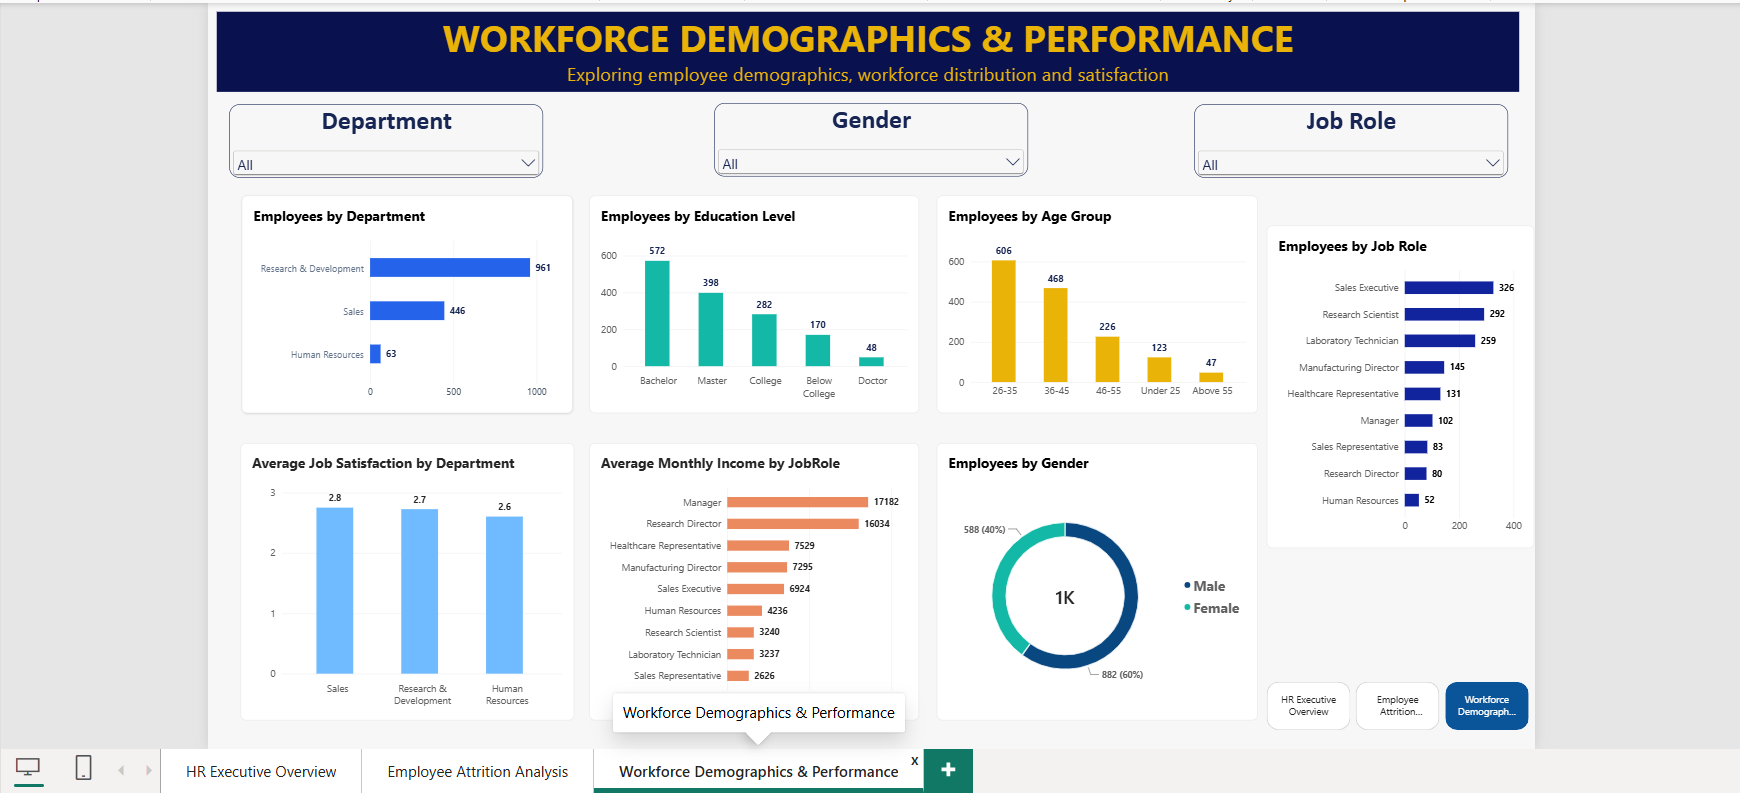 WORKFORCE DEMOGRAPHICS & PERFORMANCE
Exploring employee demographics, workforce distribution and satisfaction
Department
All
Gender
All
Job Role
All
Employees by Department
Research & Development 961
Sales 446
Human Resources 63
0 500 1000
Employees by Education Level
600
400
200
0
572
398
282
170
48
Bachelor
Master
College
Below
College
Doctor
Employees by Age Group
600
400
200
0
606
468
226
123
47
26-35
36-45
46-55
Under 25
Above 55
Employees by Job Role
Sales Executive 326
Research Scientist 292
Laboratory Technician 259
Manufacturing Director 145
Healthcare Representative 131
Manager 102
Sales Representative 83
Research Director 80
Human Resources 52
0 200 400
Average Job Satisfaction by Department
3
2
1
0
2.8
2.7
2.6
Sales
Research &
Development
Human
Resources
Average Monthly Income by JobRole
Manager 17182
Research Director 16034
Healthcare Representative 7529
Manufacturing Director 7295
Sales Executive 6924
Human Resources 4236
Research Scientist 3240
Laboratory Technician 3237
Sales Representative 2626
Employees by Gender
588 (40%)
1K
882 (60%)
Male
Female
HR Executive
Overview
Employee
Attrition...
Workforce
Demograph...
Workforce Demographics & Performance
HR Executive Overview
Employee Attrition Analysis
Workforce Demographics & Performance
x
+